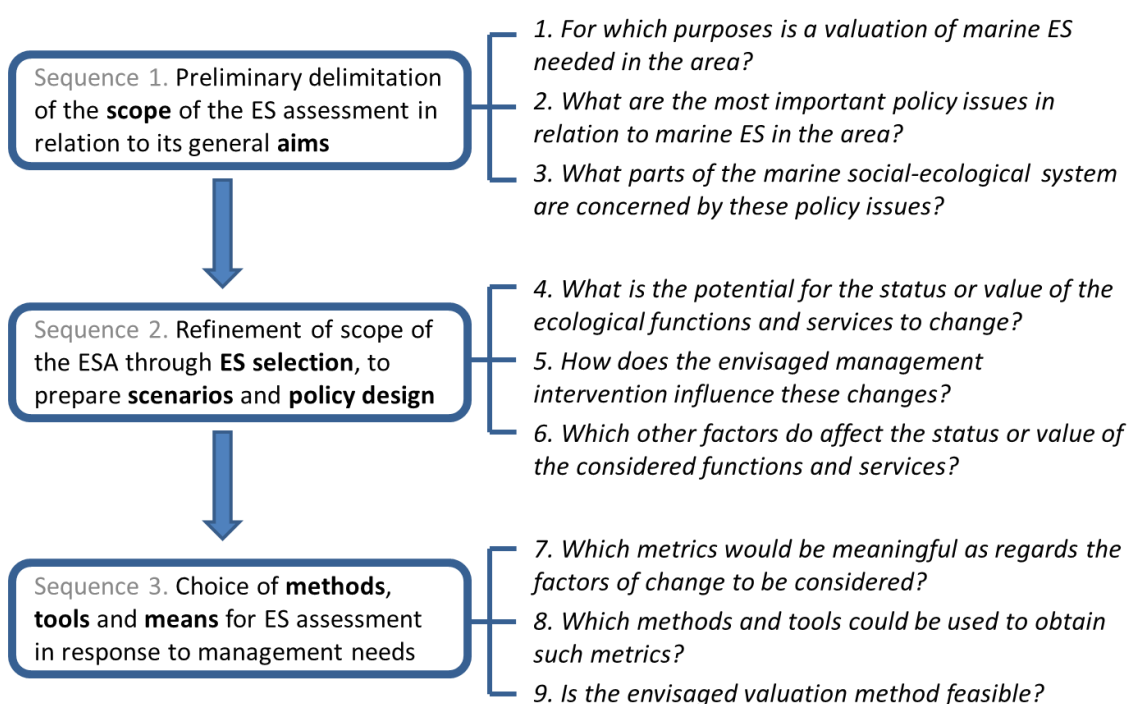 Sequence 1. Preliminary delimitation
of the scope of the ES assessment in
relation to its general aims
1. For which purposes is a valuation of marine ES
needed in the area?
2. What are the most important policy issues in
relation to marine ES in the area?
3. What parts of the marine social-ecological system
are concerned by these policy issues?
Sequence 2. Refinement of scope of
the ESA through ES selection, to
prepare scenarios and policy design
4. What is the potential for the status or value of the
ecological functions and services to change?
5. How does the envisaged management
intervention influence these changes?
6. Which other factors do affect the status or value of
the considered functions and services?
Sequence 3. Choice of methods,
tools and means for ES assessment
in response to management needs
7. Which metrics would be meaningful as regards the
factors of change to be considered?
8. Which methods and tools could be used to obtain
such metrics?
9. Is the envisaged valuation method feasible?